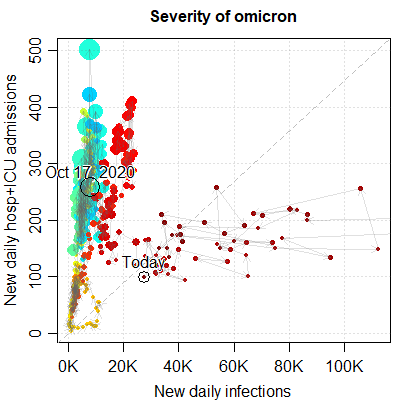 Severity of omicron
New daily hosp+ICU admissions
500
400
300
200
100
0
Oct 17, 2020
Today
0K 20K 40K 60K 80K 100K
New daily infections